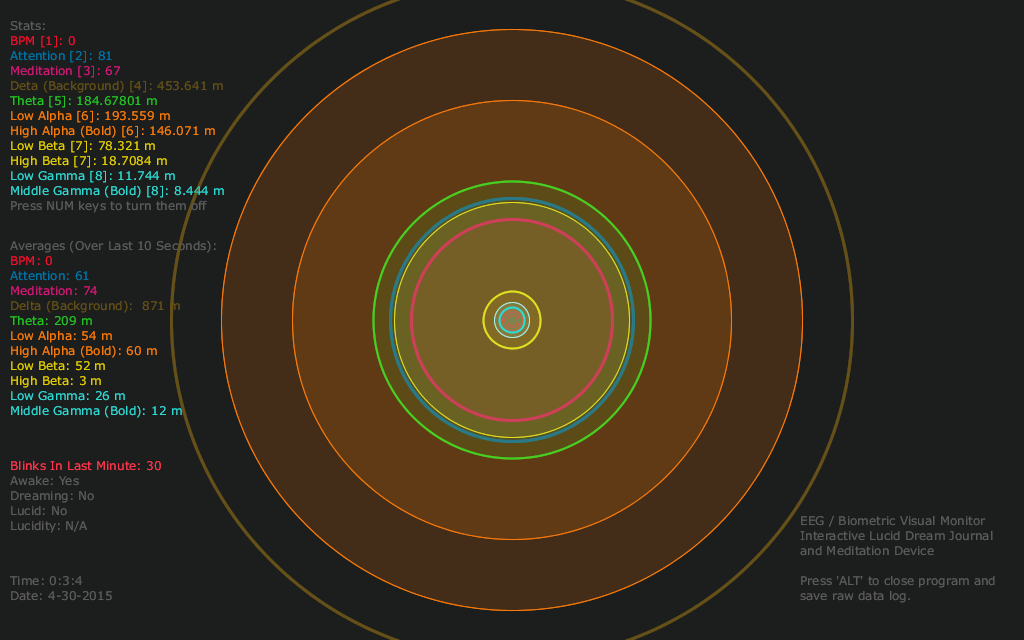 Stats:
BPM [1]: 0
Attention [2]: 81
Meditation [3]: 67
Deta (Background) [4]: 453.641 m
Theta [5]: 184.67801 m
Low Alpha [6]: 193.559 m
High Alpha (Bold) [6]: 146.071 m
Low Beta [7]: 78.321 m
High Beta [7]: 18.7084 m
Low Gamma [8]: 11.744 m
Middle Gamma (Bold) [8]: 8.444 m
Press NUM keys to turn them off
Averages (Over Last 10 Seconds):
BPM: 0
Attention: 61
Meditation: 74
Delta (Background):  871 m
Theta: 209 m
Low Alpha: 54 m
High Alpha (Bold): 60 m
Low Beta: 52 m
High Beta: 3 m
Low Gamma: 26 m
Middle Gamma (Bold): 12 m
Blinks In Last Minute: 30
Awake: Yes
Dreaming: No
Lucid: No
Lucidity: N/A
Time: 0:3:4
Date: 4-30-2015
EEG / Biometric Visual Monitor
Interactive Lucid Dream Journal
and Meditation Device
Press 'ALT' to close program and
save raw data log.